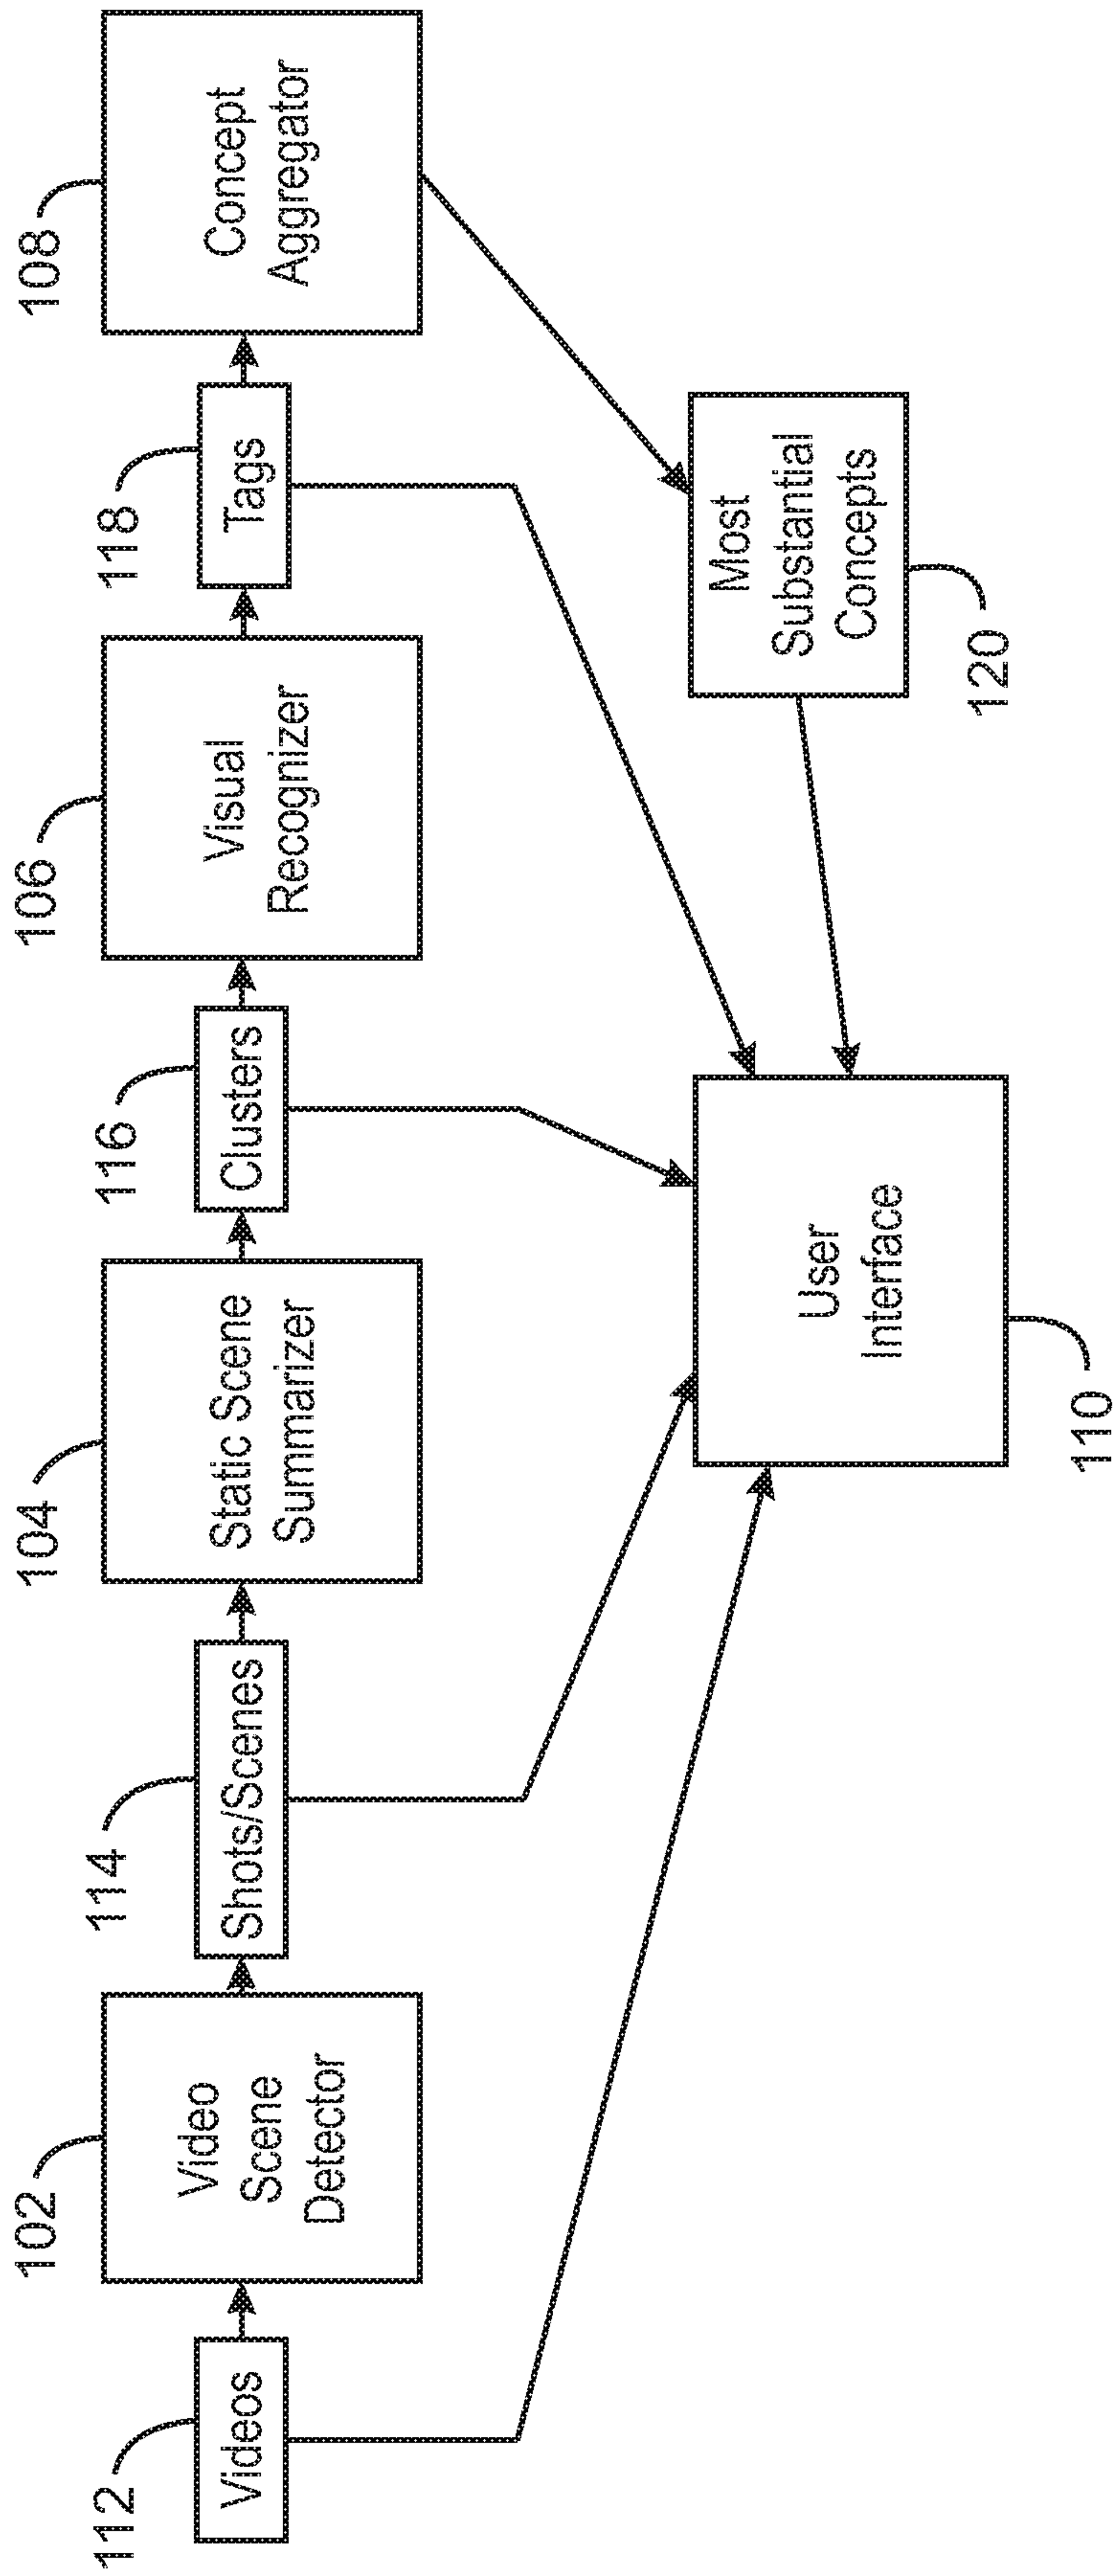 102
104
106
108
Video
Scene
Detector
Static Scene
Summarizer
Visual
Recognizer
Concept
Aggregator
112
114
116
118
Videos
Shots/Scenes
Clusters
Tags
User
Interface
Most
Substantial
Concepts
110
120